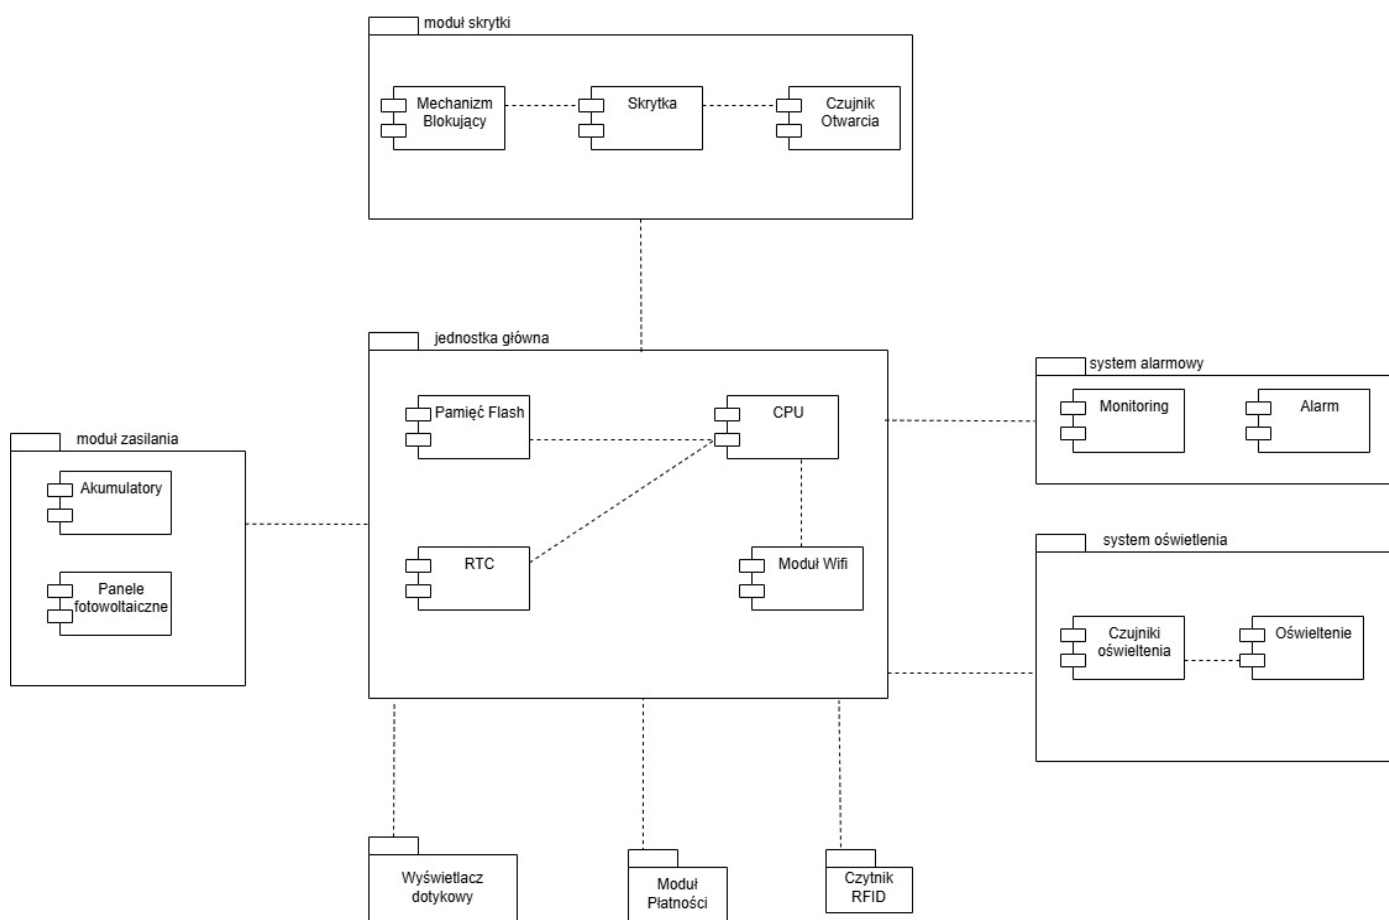 moduł skrytki
Mechanizm
Blokujący
Skrytka
Czujnik
Otwarcia
jednostka główna
Pamięć Flash
CPU
RTC
Moduł Wifi
system alarmowy
Monitoring
Alarm
moduł zasilania
Akumulatory
Panele
fotowoltaiczne
system oświetlenia
Czujniki
oświeltenia
Oświeltenie
Wyświetlacz
dotykowy
Moduł
Płatności
Czytnik
RFID